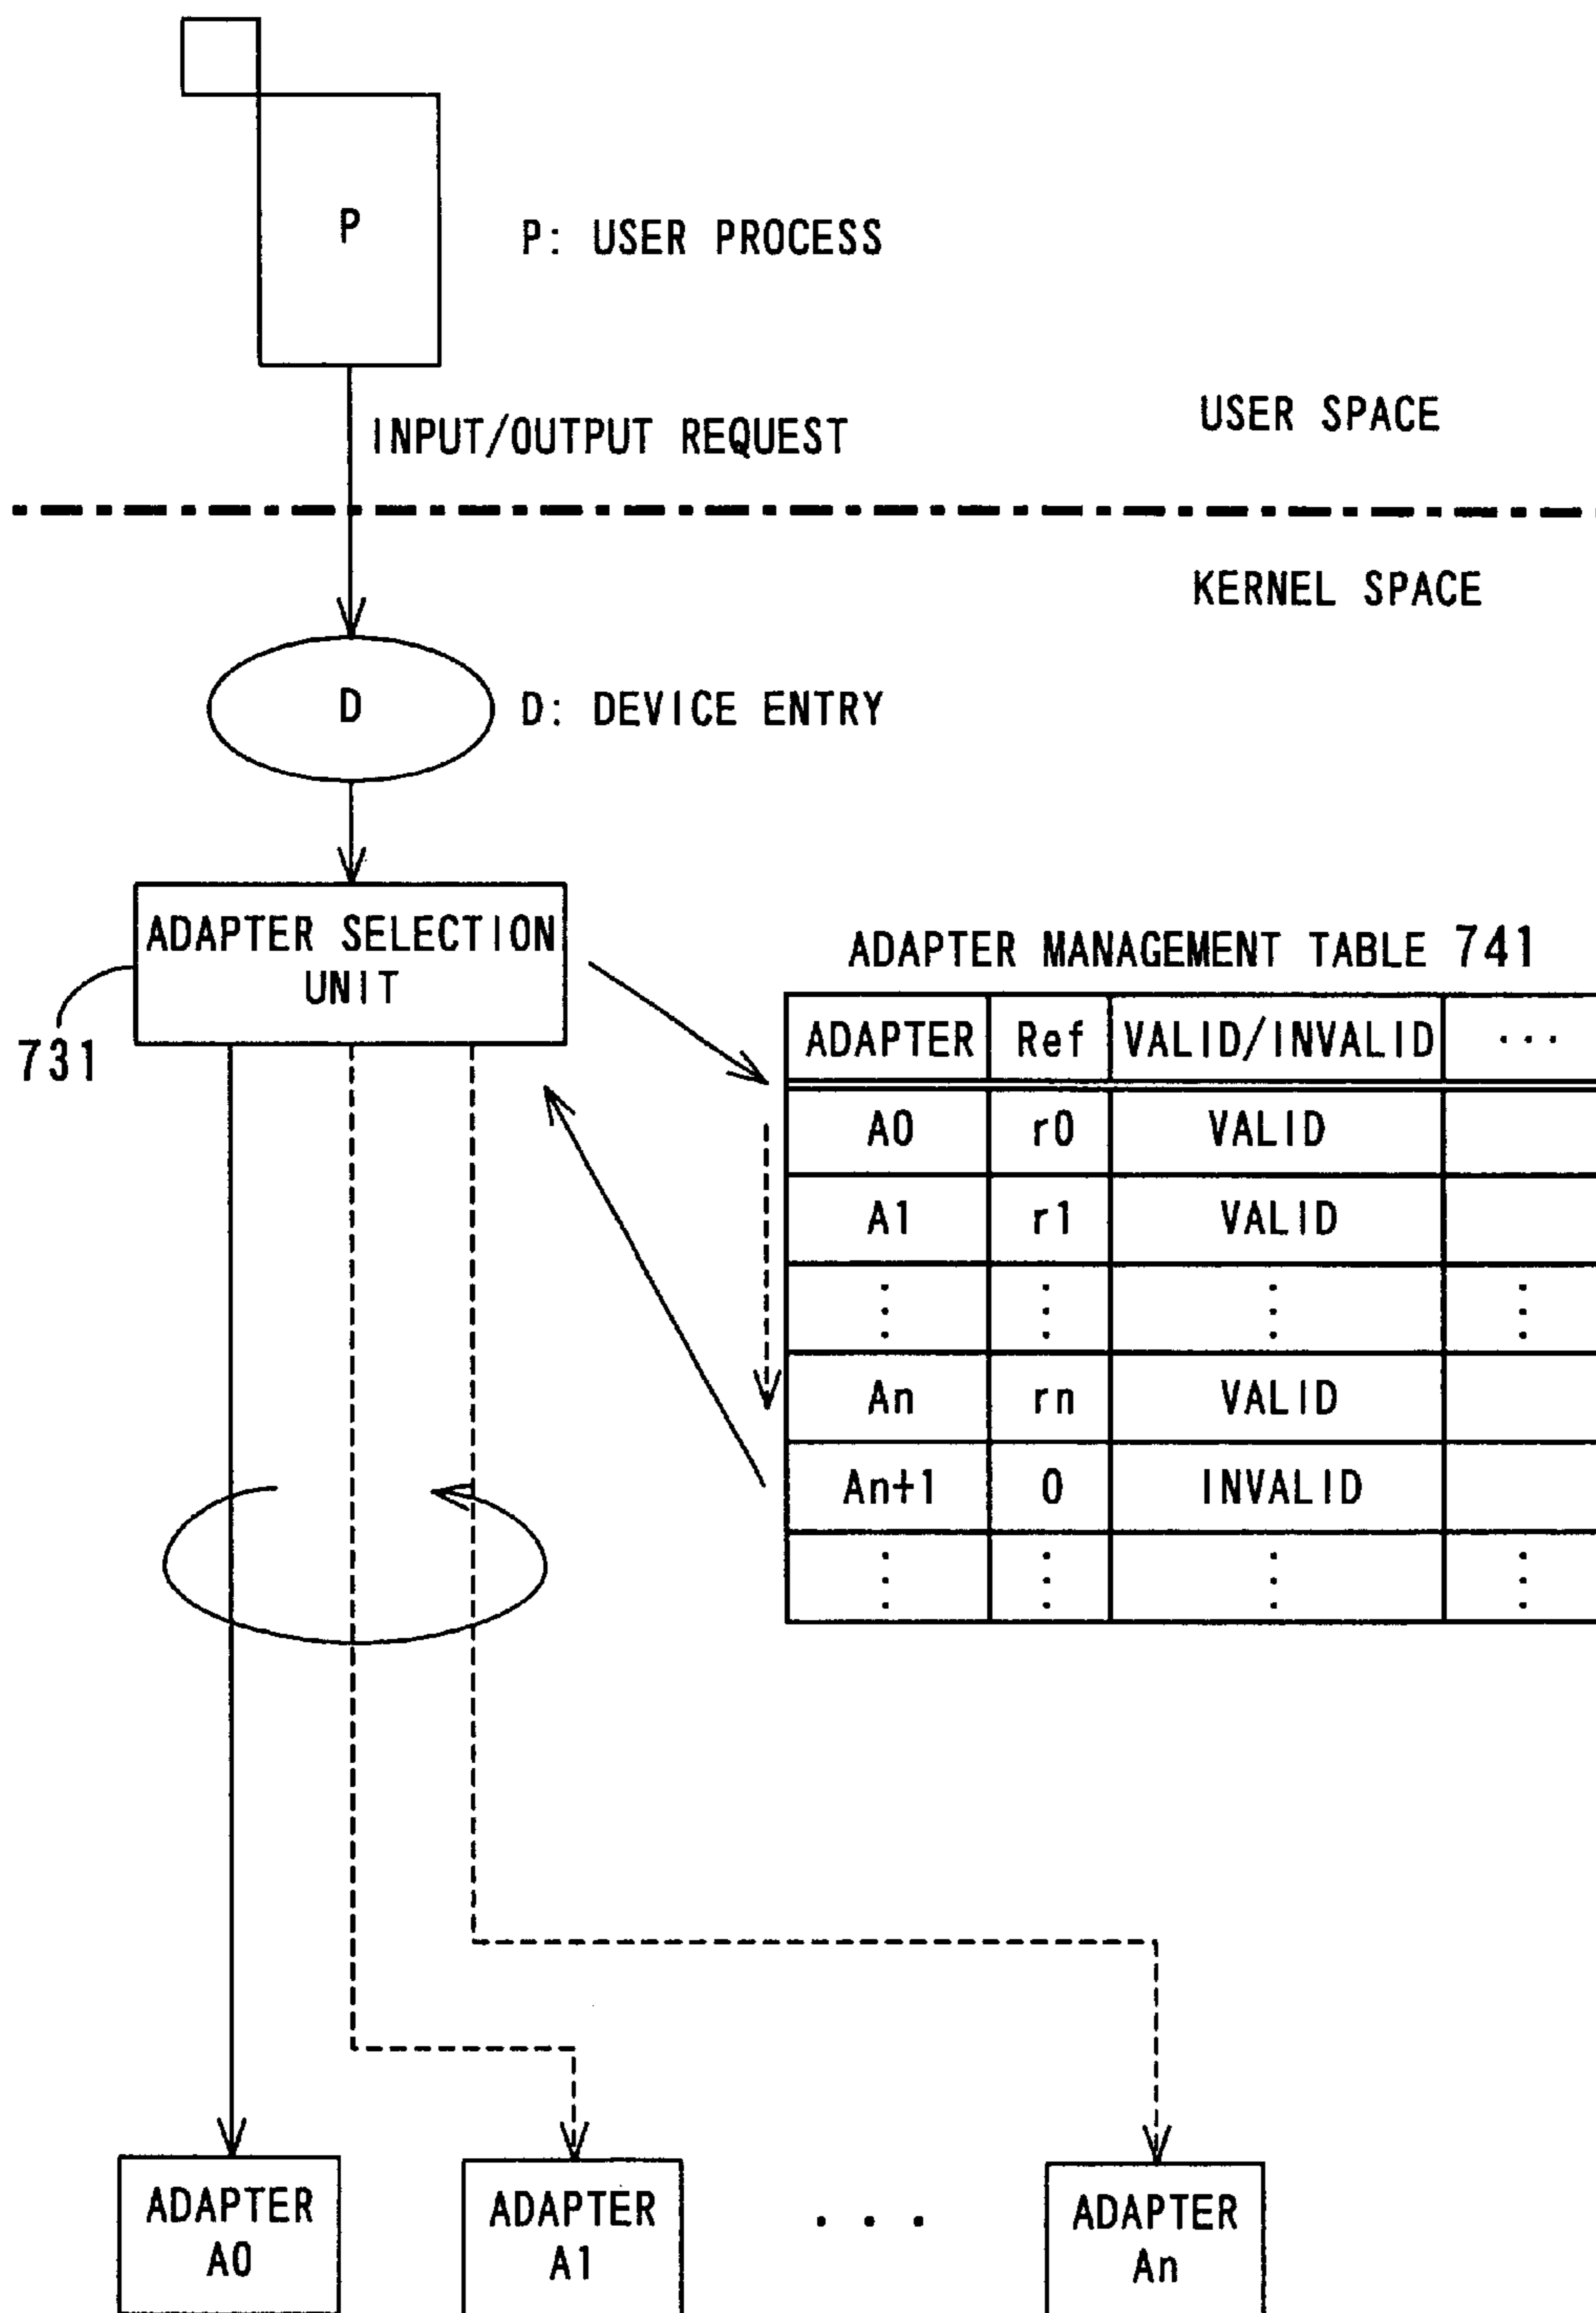 P
P: USER PROCESS
INPUT/OUTPUT REQUEST
USER SPACE
KERNEL SPACE
D
D: DEVICE ENTRY
ADAPTER SELECTION
UNIT
731
ADAPTER MANAGEMENT TABLE 741
ADAPTER Ref VALID/INVALID ...
A0 r0 VALID
A1 r1 VALID
An rn VALID
An+1 0 INVALID
ADAPTER
A0
ADAPTER
A1
...
ADAPTER
An